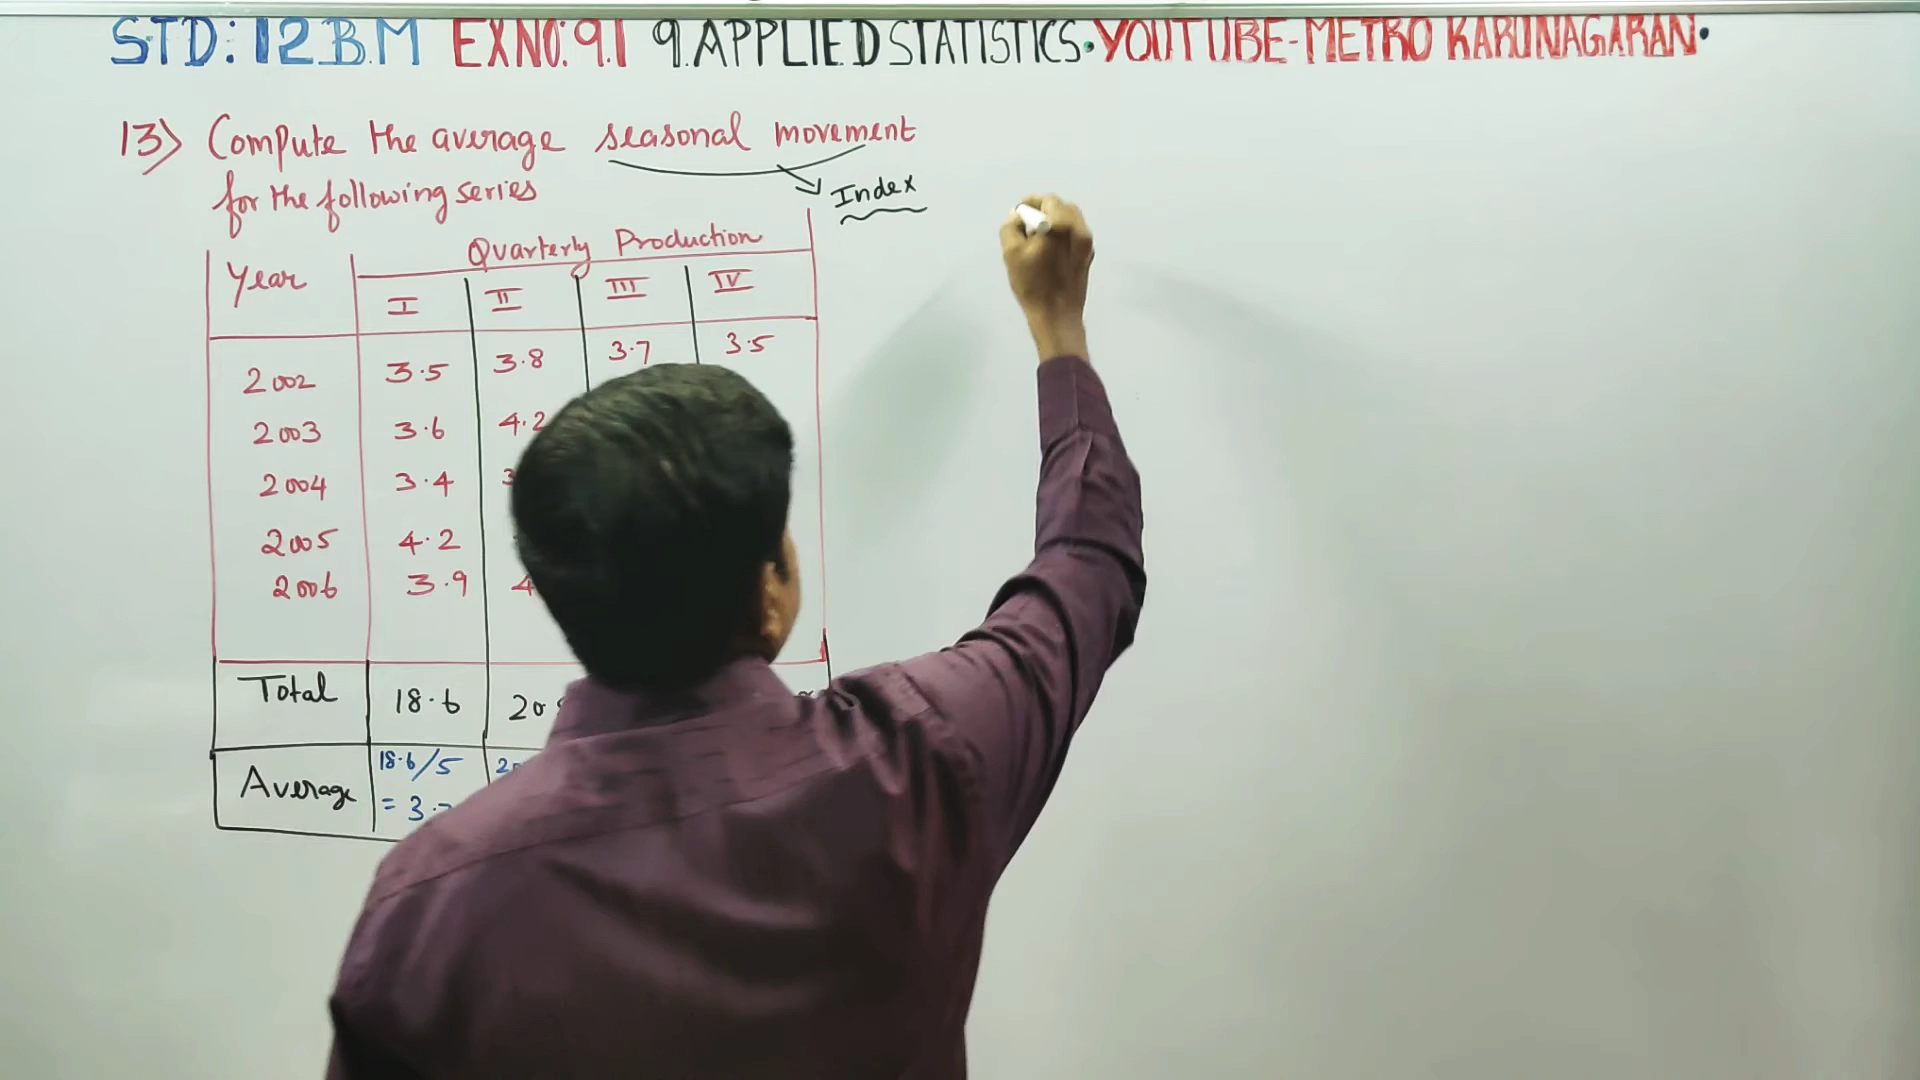 STD: 12 B.M EX NO: 9.1 9. APPLIED STATISTICS. YOUTUBE-METRO KARUNAGARAN.
13) Compute the average seasonal movement
for the following series
Index
Year Quarterly Production
I II III IV
2002 3.5 3.8 3.7 3.5
2003 3.6 4.2
2004 3.4
2005 4.2
2006 3.9 4
Total 18.6 20
Average 18.6/5
= 3.